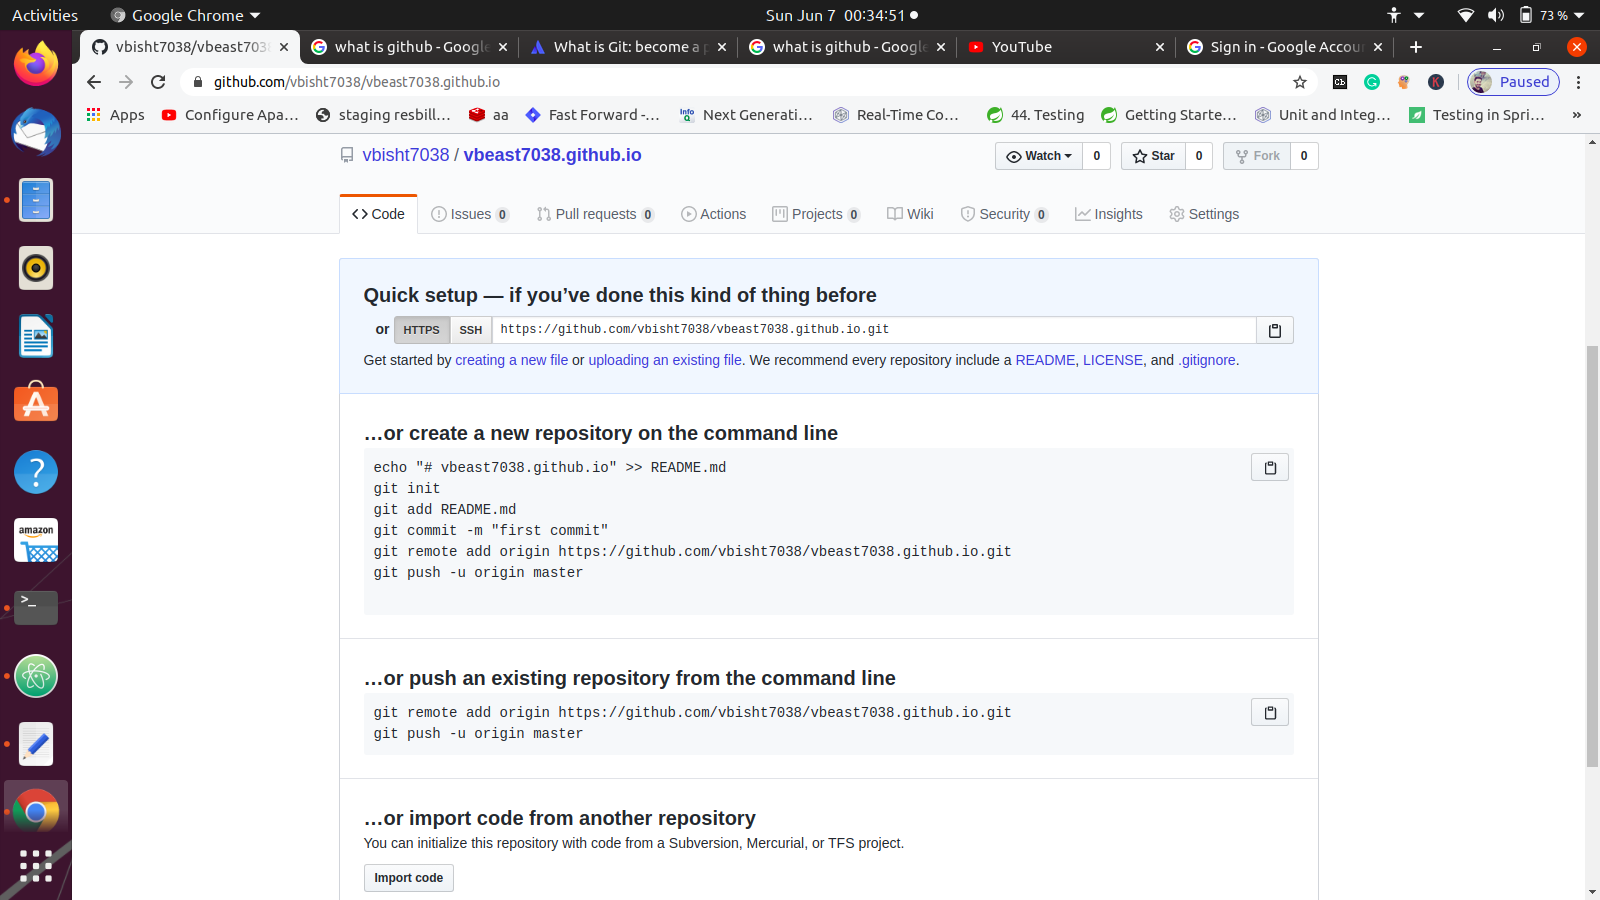 Activities Google Chrome Sun Jun 7 00:34:51 73 %
vbisht7038/vbeast703 what is github - Google What is Git: become a p what is github - Google YouTube Sign in - Google Accou
github.com/vbisht7038/vbeast7038.github.io Paused
Apps Configure Apa... staging resbill... aa Fast Forward -... Next Generati... Real-Time Co... 44. Testing Getting Starte... Unit and Integ... Testing in Spri... »
vbisht7038 / vbeast7038.github.io Watch 0 Star 0 Fork 0
Code Issues 0 Pull requests 0 Actions Projects 0 Wiki Security 0 Insights Settings
Quick setup — if you’ve done this kind of thing before
or HTTPS SSH https://github.com/vbisht7038/vbeast7038.github.io.git
Get started by creating a new file or uploading an existing file. We recommend every repository include a README, LICENSE, and .gitignore.
…or create a new repository on the command line
echo "# vbeast7038.github.io" >> README.md
git init
git add README.md
git commit -m "first commit"
git remote add origin https://github.com/vbisht7038/vbeast7038.github.io.git
git push -u origin master
…or push an existing repository from the command line
git remote add origin https://github.com/vbisht7038/vbeast7038.github.io.git
git push -u origin master
…or import code from another repository
You can initialize this repository with code from a Subversion, Mercurial, or TFS project.
Import code
amazon
>_